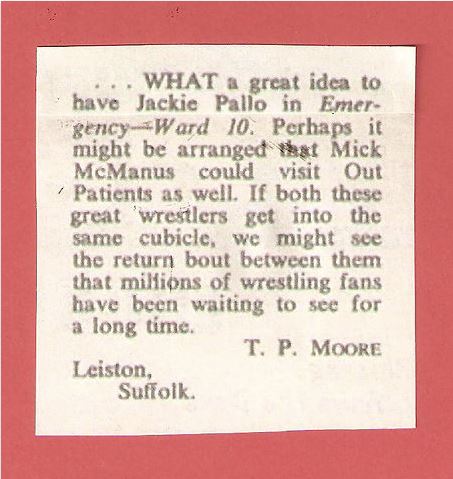 . . . WHAT a great idea to
have Jackie Pallo in Emer-
gency—Ward 10. Perhaps it
might be arranged that Mick
McManus could visit Out
Patients as well. If both these
great wrestlers get into the
same cubicle, we might see
the return bout between them
that millions of wrestling fans
have been waiting to see for
a long time.
T. P. MOORE
Leiston,
Suffolk.